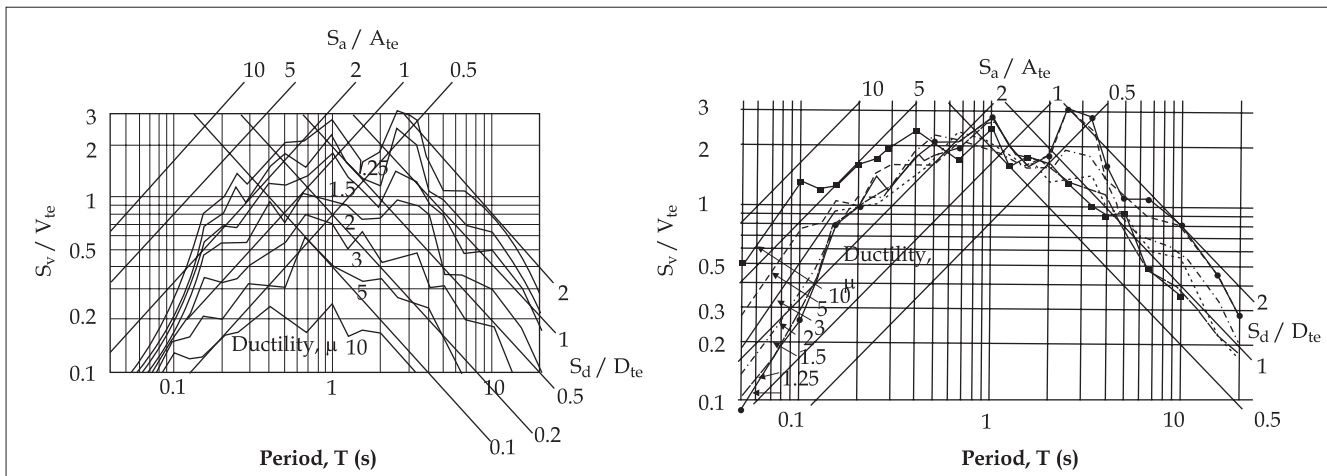 S_a / A_te
10 5 2 1 0.5
3
2
1
0.5
0.2
0.1
S_v / V_te
1.25
1.5
2
3
5
Ductility, μ 10
0.1 1 10
2
1
S_d / D_te
0.5
0.2
0.1
Period, T (s)
S_a / A_te
10 5 2 1 0.5
3
2
1
0.5
0.3
0.2
0.1
S_v / V_te
Ductility,
μ
10
5
3
2
1.5
1.25
0.1 1 10
2
S_d / D_te
1
0.5
Period, T (s)